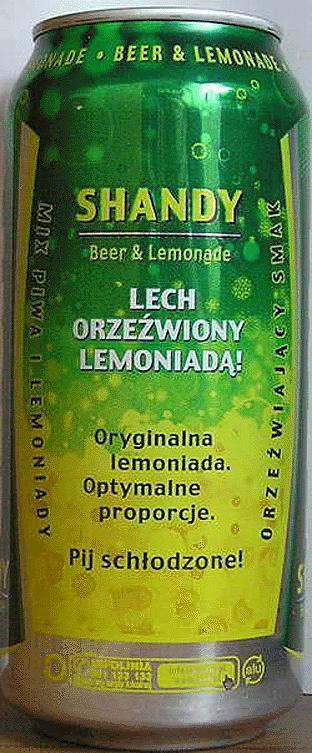 ONADE • BEER & LEMONADE
SHANDY
Beer & Lemonade
MIX PIWA I LEMONIADY
LECH
ORZEŹWIONY
LEMONIADĄ!
ORZEŹWIAJĄCY SMAK
Oryginalna
lemoniada.
Optymalne
proporcje.
Pij schłodzone!
alu